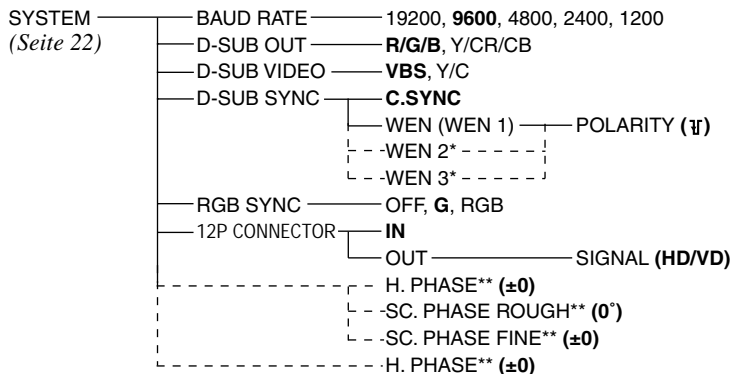 SYSTEM BAUD RATE 19200, 9600, 4800, 2400, 1200
(Seite 22) D-SUB OUT R/G/B, Y/CR/CB
D-SUB VIDEO VBS, Y/C
D-SUB SYNC C.SYNC
WEN (WEN 1) POLARITY ()
WEN 2*
WEN 3*
RGB SYNC OFF, G, RGB
12P CONNECTOR IN
OUT SIGNAL (HD/VD)
H. PHASE** (±0)
SC. PHASE ROUGH** (0°)
SC. PHASE FINE** (±0)
H. PHASE** (±0)